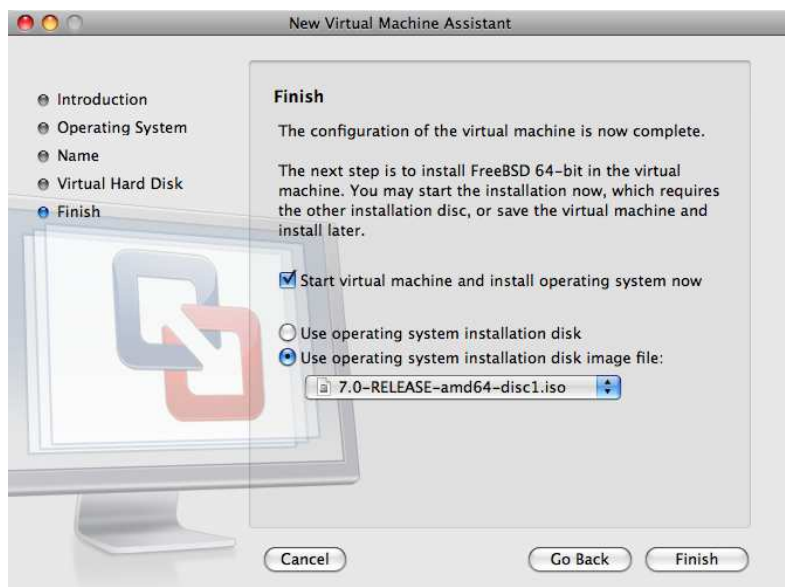 New Virtual Machine Assistant
Introduction
Operating System
Name
Virtual Hard Disk
Finish
Finish
The configuration of the virtual machine is now complete.
The next step is to install FreeBSD 64-bit in the virtual
machine. You may start the installation now, which requires
the other installation disc, or save the virtual machine and
install later.
Start virtual machine and install operating system now
Use operating system installation disk
Use operating system installation disk image file:
7.0-RELEASE-amd64-disc1.iso
Cancel
Go Back
Finish